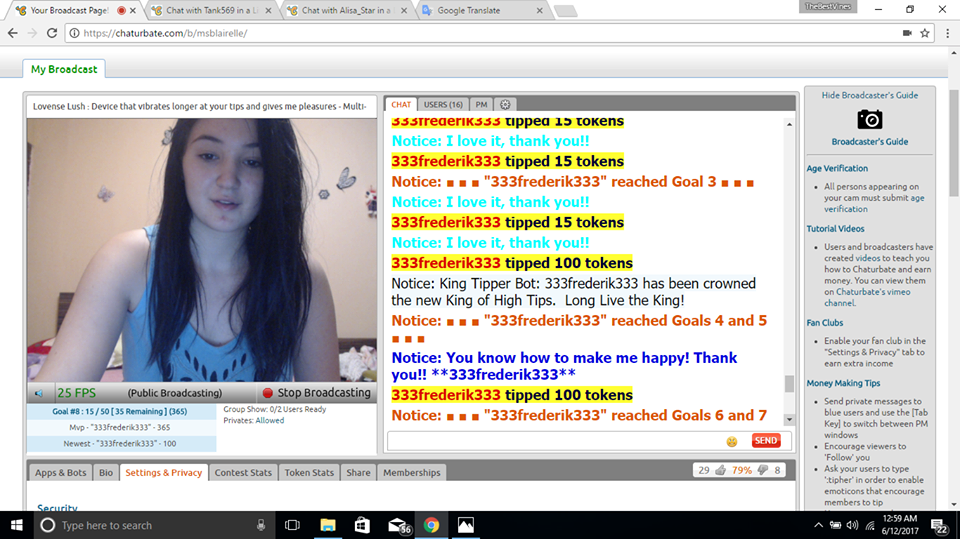 Your Broadcast Page!
Chat with Tank569 in a Li
Chat with Alisa_Star in a
Google Translate
TheBestVines
https://chaturbate.com/b/msblairelle/
My Broadcast
Lovense Lush : Device that vibrates longer at your tips and gives me pleasures - Multi-
25 FPS
(Public Broadcasting)
Stop Broadcasting
Goal #8 : 15 / 50 [ 35 Remaining ] (365)
Mvp - "333frederik333" - 365
Newest - "333frederik333" - 100
Group Show: 0/2 Users Ready
Privates: Allowed
CHAT
USERS (16)
PM
333frederik333 tipped 15 tokens
Notice: I love it, thank you!!
333frederik333 tipped 15 tokens
Notice: ■ ■ ■ "333frederik333" reached Goal 3 ■ ■ ■
Notice: I love it, thank you!!
333frederik333 tipped 15 tokens
Notice: I love it, thank you!!
333frederik333 tipped 100 tokens
Notice: King Tipper Bot: 333frederik333 has been crowned
the new King of High Tips. Long Live the King!
Notice: ■ ■ ■ "333frederik333" reached Goals 4 and 5
■ ■ ■
Notice: You know how to make me happy! Thank
you!! **333frederik333**
333frederik333 tipped 100 tokens
Notice: ■ ■ ■ "333frederik333" reached Goals 6 and 7
SEND
Hide Broadcaster's Guide
Broadcaster's Guide
Age Verification
• All persons appearing on
your cam must submit age
verification
Tutorial Videos
• Users and broadcasters have
created videos to teach you
how to Chaturbate and earn
money. You can view them
on Chaturbate's vimeo
channel.
Fan Clubs
• Enable your fan club in the
"Settings & Privacy" tab to
earn extra income
Money Making Tips
• Send private messages to
blue users and use the [Tab
Key] to switch between PM
windows
• Encourage viewers to
'Follow' you
• Ask your users to type
':tipher' in order to enable
emoticons that encourage
members to tip
Apps & Bots
Bio
Settings & Privacy
Contest Stats
Token Stats
Share
Memberships
29
79%
8
Security
Type here to search
56
12:59 AM
6/12/2017
22